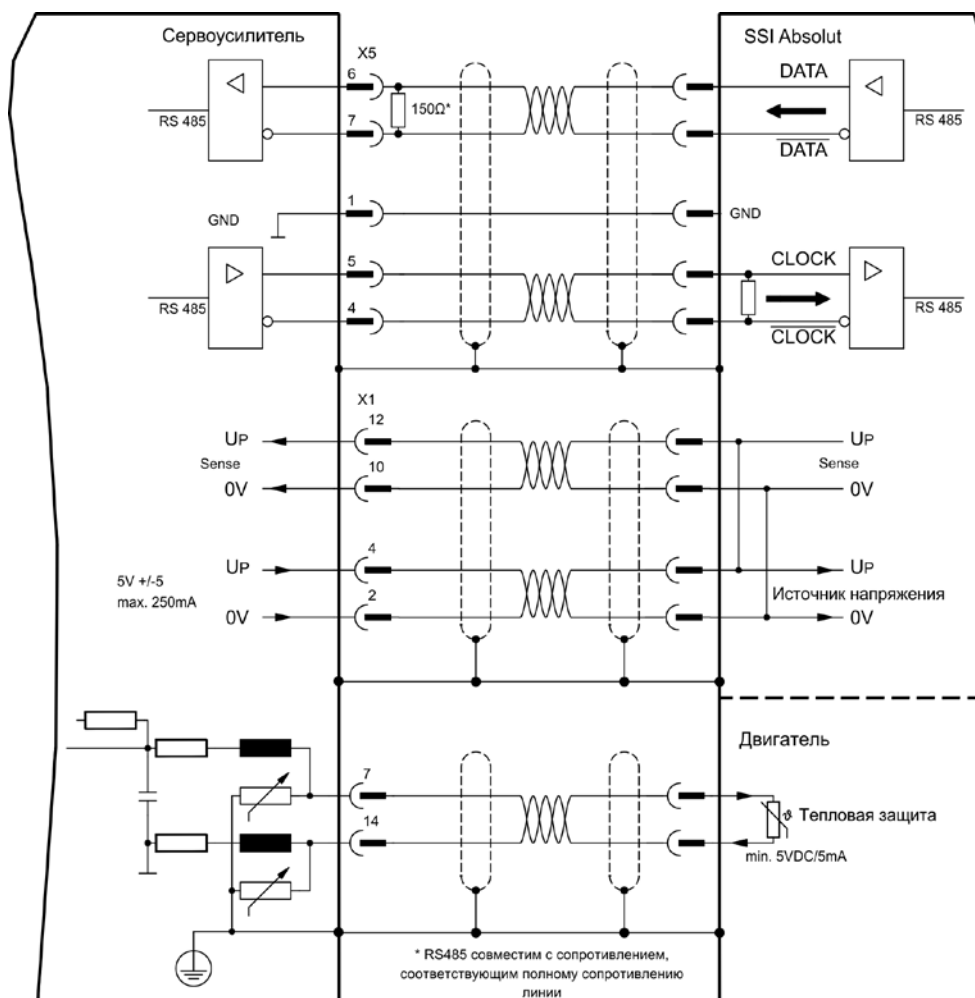 Сервоусилитель
X5
SSI Absolut
6
DATA
RS 485
150Ω*
RS 485
7
DATA
GND
1
GND
5
CLOCK
RS 485
4
RS 485
CLOCK
X1
12
UP
UP
Sense
10
Sense
0V
0V
4
UP
UP
5V +/-5
max. 250mA
2
Источник напряжения
0V
0V
Двигатель
7
ϑ Тепловая защита
14
min. 5VDC/5mA
* RS485 совместим с сопротивлением,
соответствующим полному сопротивлению
линии